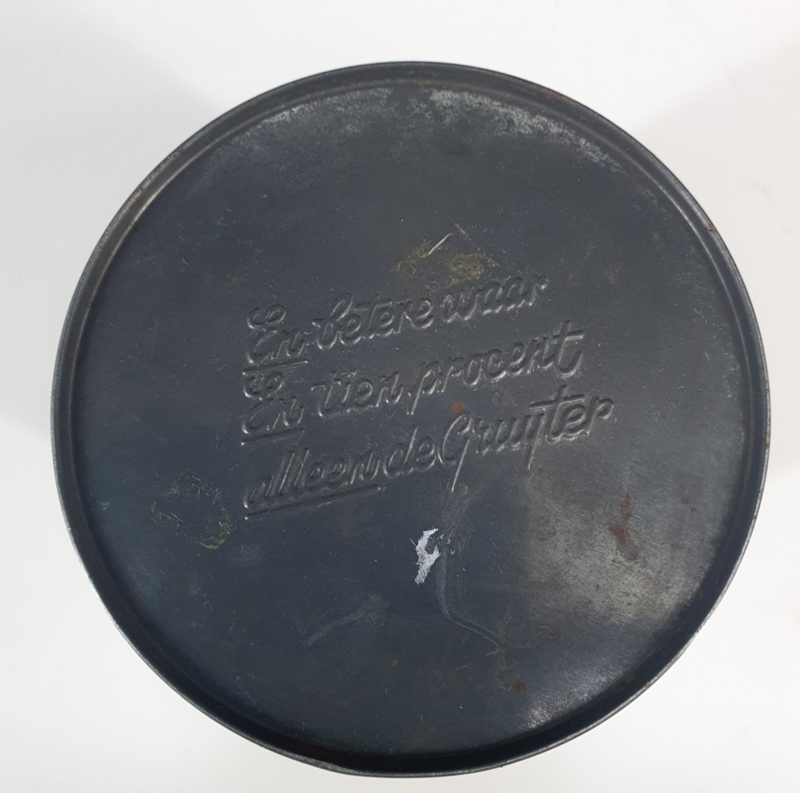 En betere waar
En tien procent
alleen de Gruyter